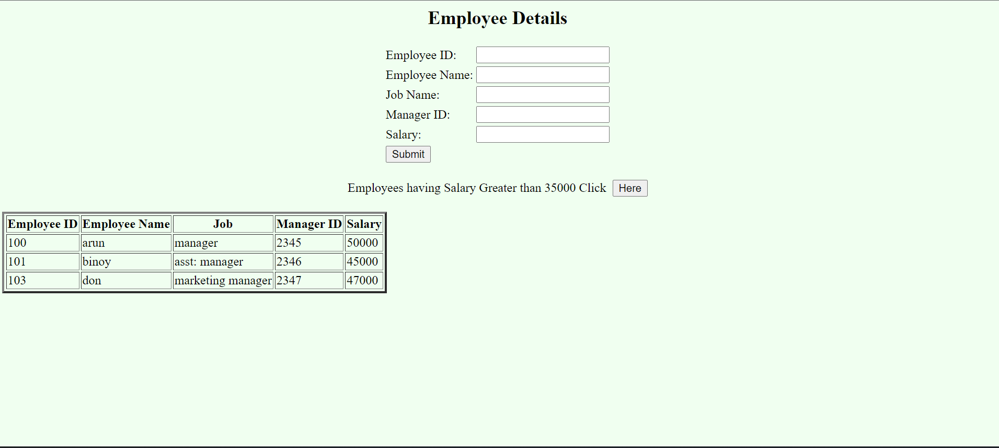 Employee Details
Employee ID:
Employee Name:
Job Name:
Manager ID:
Salary:
Submit
Employees having Salary Greater than 35000 Click Here
Employee ID Employee Name Job Manager ID Salary
100 arun manager 2345 50000
101 binoy asst: manager 2346 45000
103 don marketing manager 2347 47000